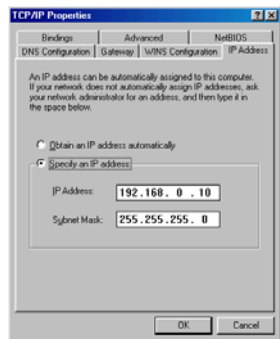 TCP/IP Properties
Bindings Advanced NetBIOS
DNS Configuration Gateway WINS Configuration IP Address
An IP address can be automatically assigned to this computer.
If your network does not automatically assign IP addresses, ask
your network administrator for an address, and then type it in
the space below.
Obtain an IP address automatically
Specify an IP address:
IP Address: 192.168. 0 .10
Subnet Mask: 255.255.255. 0
OK Cancel